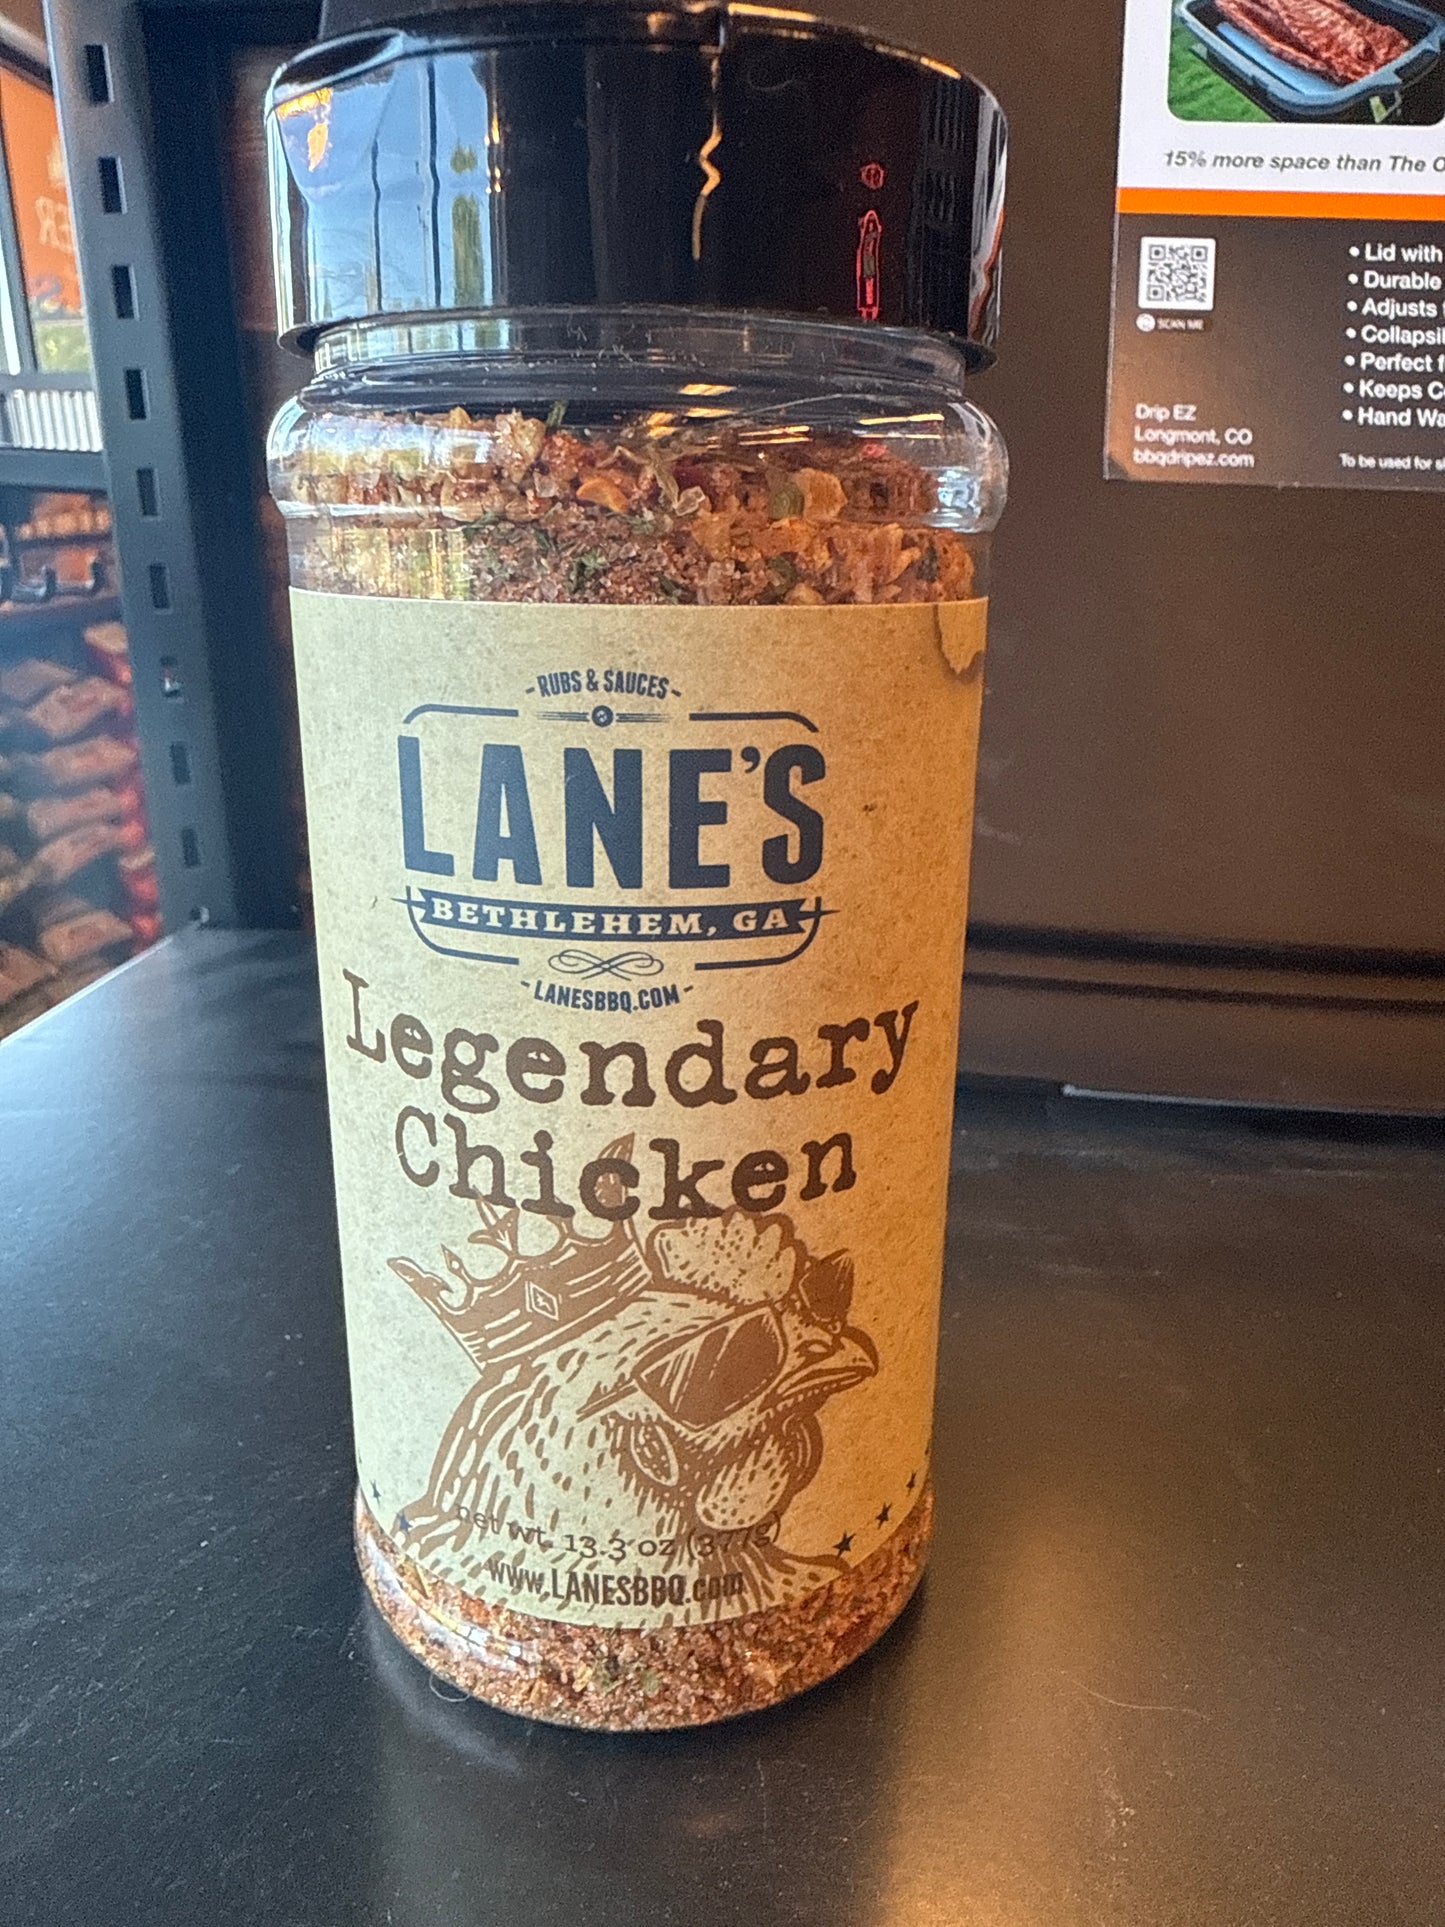 - RUBS & SAUCES -
LANE'S
BETHLEHEM, GA
- LANESBBQ.COM -
Legendary
Chicken
net wt. 13.3 oz (377g)
www.LANESBBQ.com
15% more space than The
SCAN ME
Drip EZ
Longmont, CO
bbqdripez.com
• Lid with
• Durable
• Adjusts
•
• Perfect
• Keeps
• Hand
To be used for